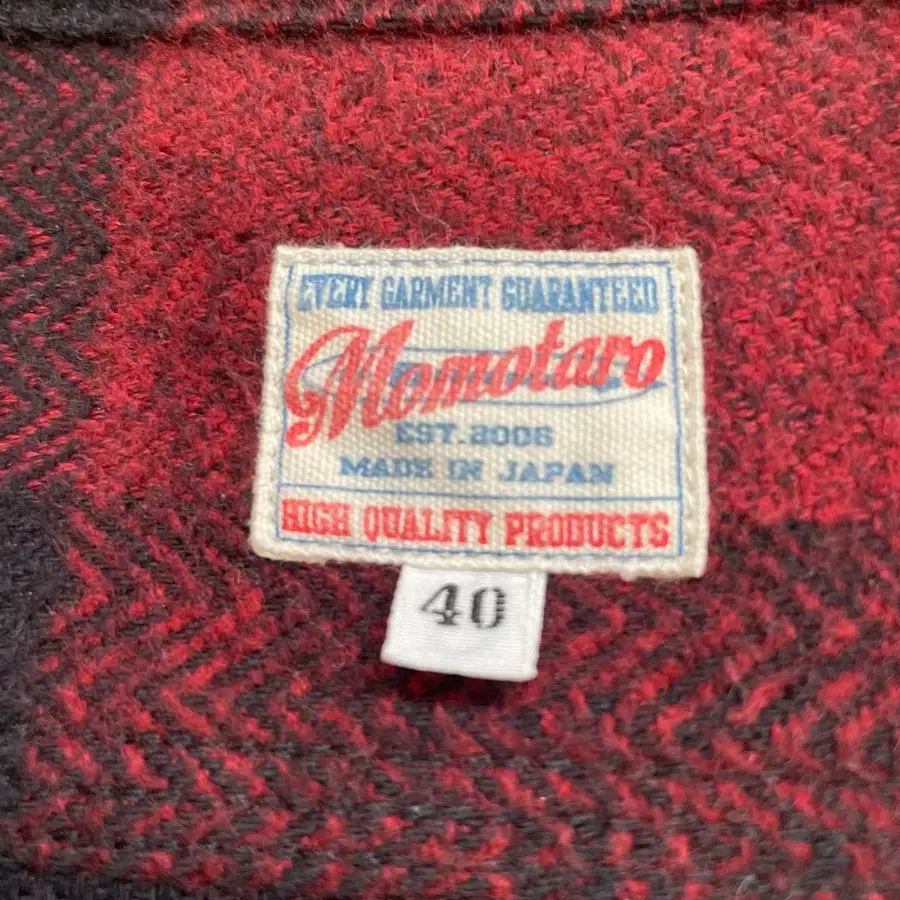 EVERY GARMENT GUARANTEED
Momotaro
EST. 2006
MADE IN JAPAN
HIGH QUALITY PRODUCTS
40